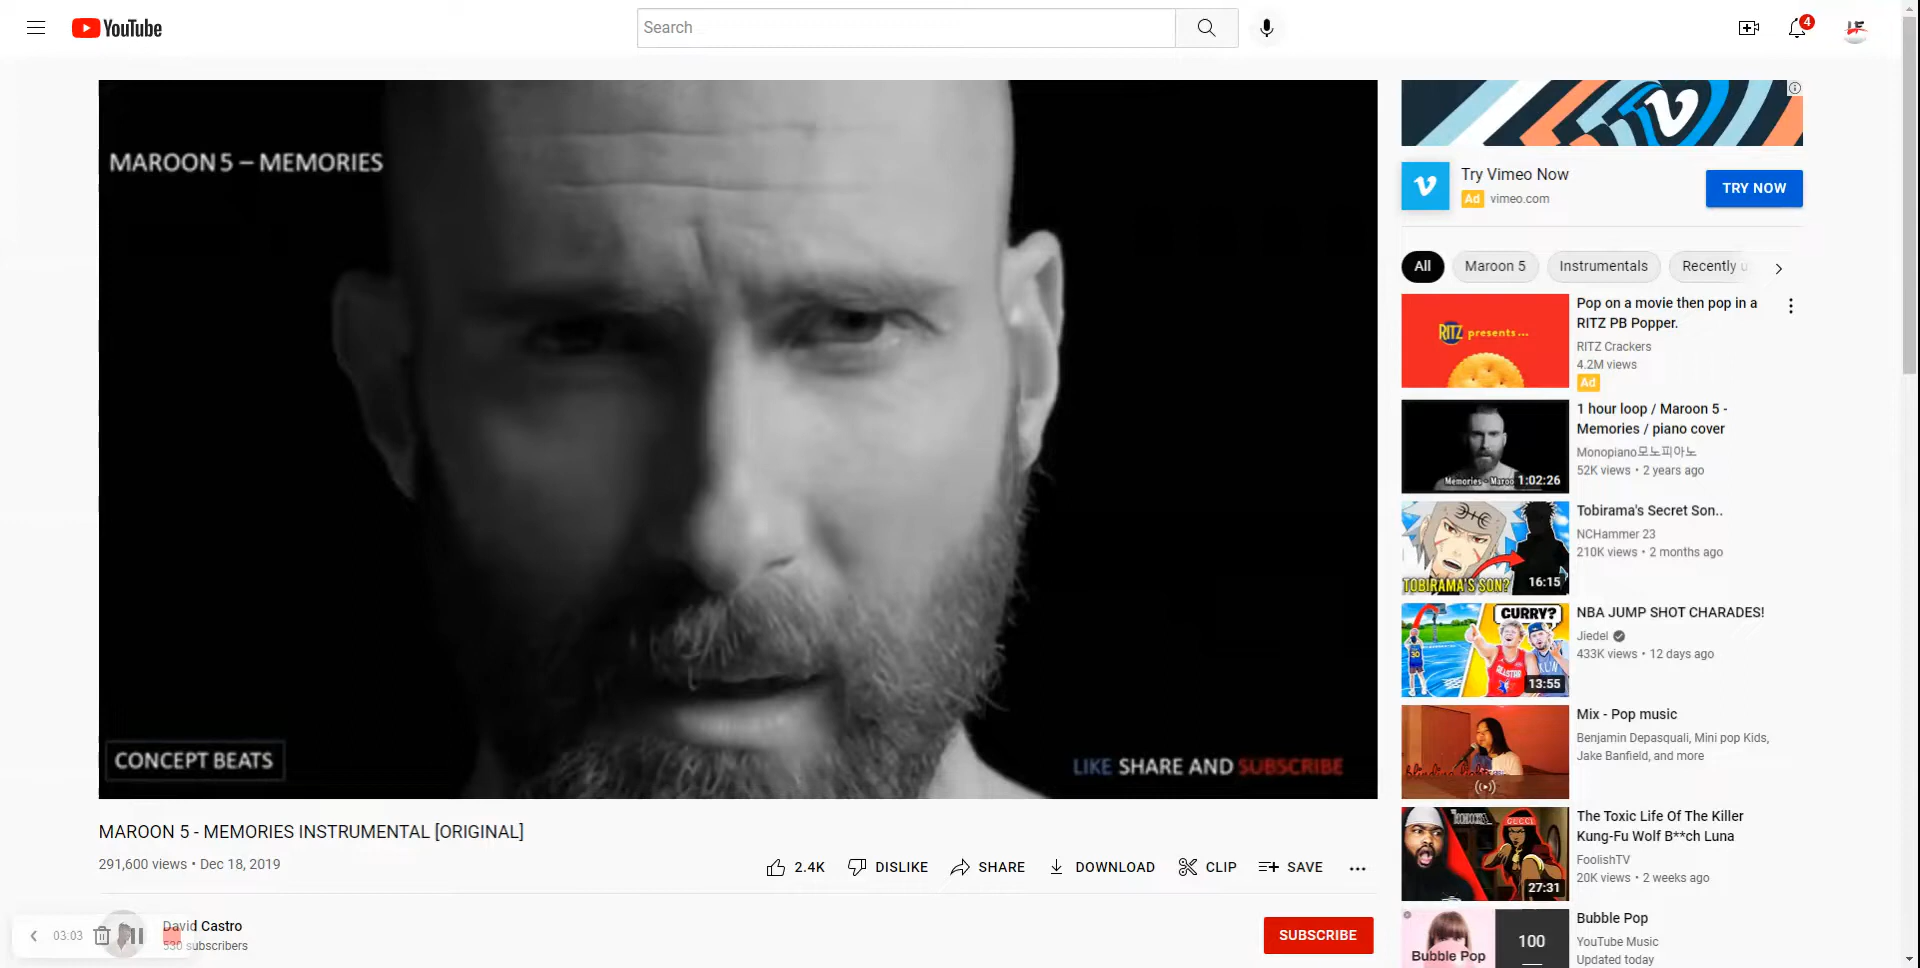 YouTube
Search
4
MAROON 5 – MEMORIES
CONCEPT BEATS
LIKE SHARE AND SUBSCRIBE
MAROON 5 - MEMORIES INSTRUMENTAL [ORIGINAL]
291,600 views • Dec 18, 2019
2.4K
DISLIKE
SHARE
DOWNLOAD
CLIP
SAVE
03:03
David Castro
530 subscribers
SUBSCRIBE
Try Vimeo Now
Ad vimeo.com
TRY NOW
All
Maroon 5
Instrumentals
Recently u
RITZ presents...
Pop on a movie then pop in a
RITZ PB Popper.
RITZ Crackers
4.2M views
Ad
Memories - Maroo 1:02:26
1 hour loop / Maroon 5 -
Memories / piano cover
Monopiano모노피아노
52K views • 2 years ago
TOBIRAMA'S SON?
16:15
Tobirama's Secret Son..
NCHammer 23
210K views • 2 months ago
CURRY?
30
13:55
NBA JUMP SHOT CHARADES!
Jiedel
433K views • 12 days ago
Mix - Pop music
Benjamin Depasquali, Mini pop Kids,
Jake Banfield, and more
GUCCI
27:31
The Toxic Life Of The Killer
Kung-Fu Wolf B**ch Luna
FoolishTV
20K views • 2 weeks ago
Bubble Pop
100
Bubble Pop
YouTube Music
Updated today